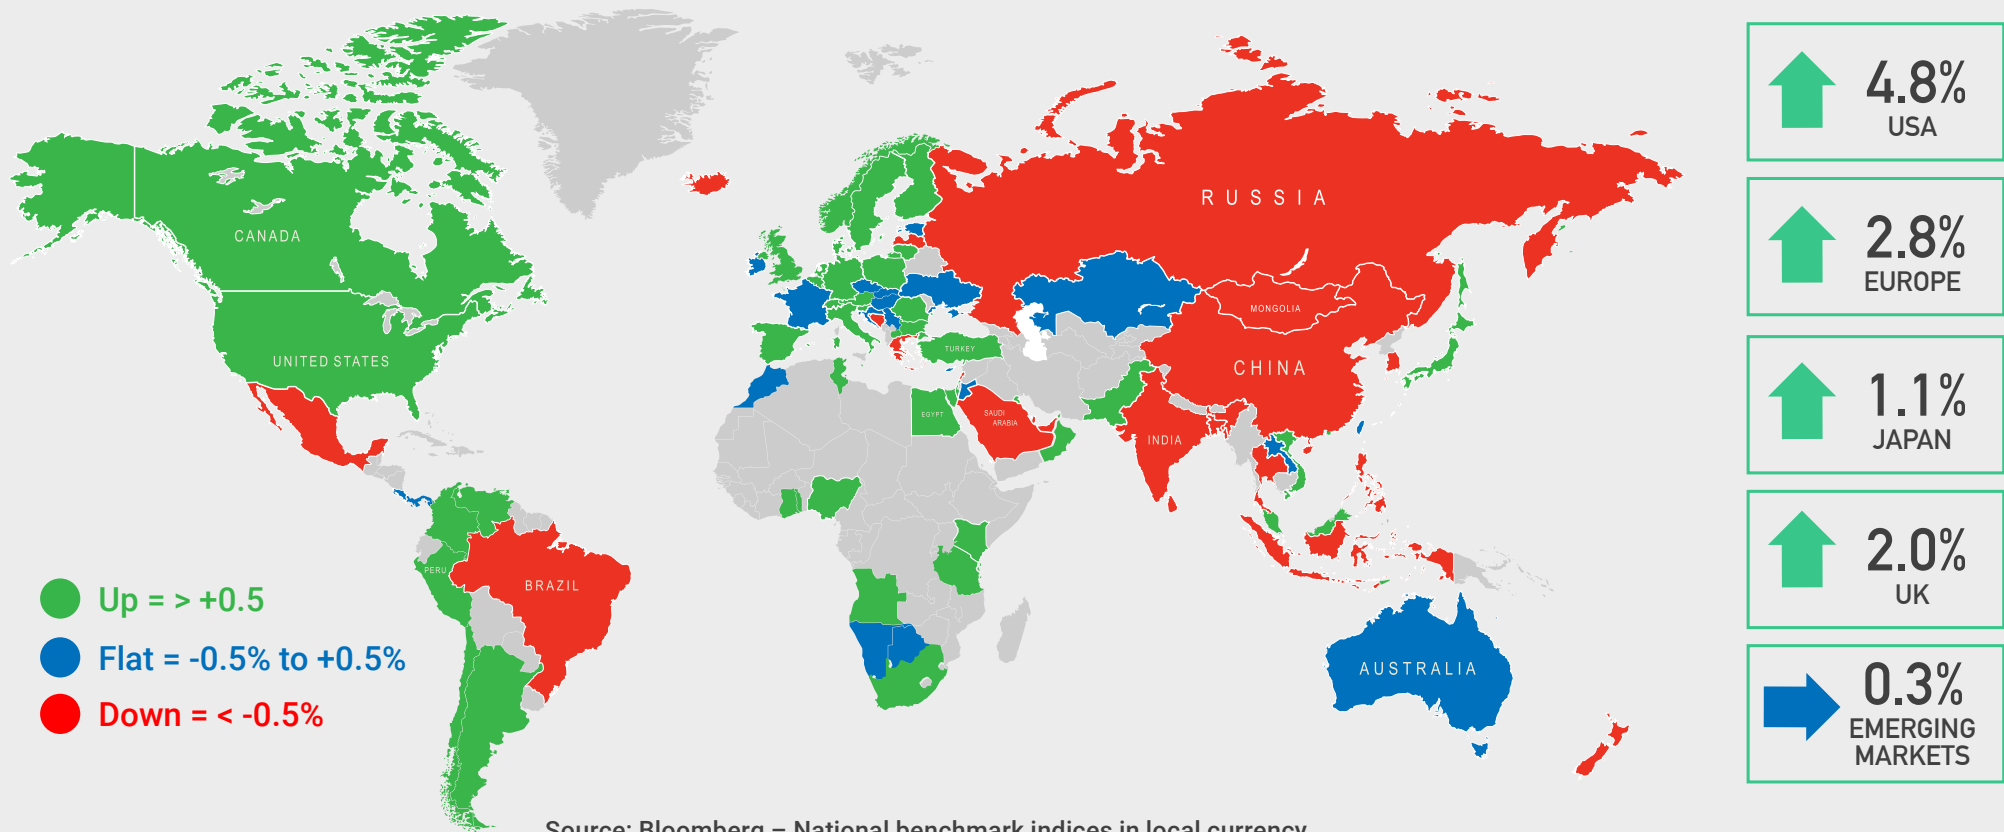 CANADA
UNITED STATES
RUSSIA
MONGOLIA
CHINA
TURKEY
EGYPT
SAUDI
ARABIA
INDIA
PERU
BRAZIL
AUSTRALIA
Up = > +0.5
Flat = -0.5% to +0.5%
Down = < -0.5%
4.8%
USA
2.8%
EUROPE
1.1%
JAPAN
2.0%
UK
0.3%
EMERGING
MARKETS
Source: Bloomberg – National benchmark indices in local currency